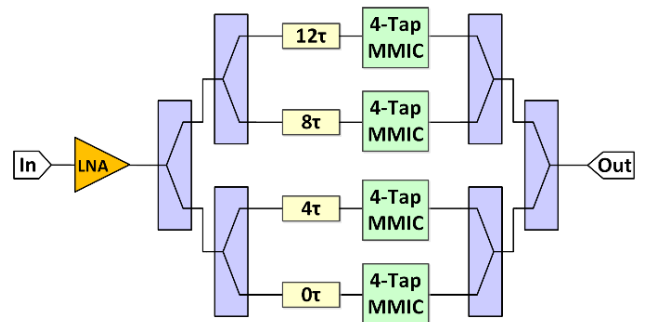 12τ
4-Tap
MMIC
8τ
4-Tap
MMIC
In
LNA
Out
4τ
4-Tap
MMIC
0τ
4-Tap
MMIC